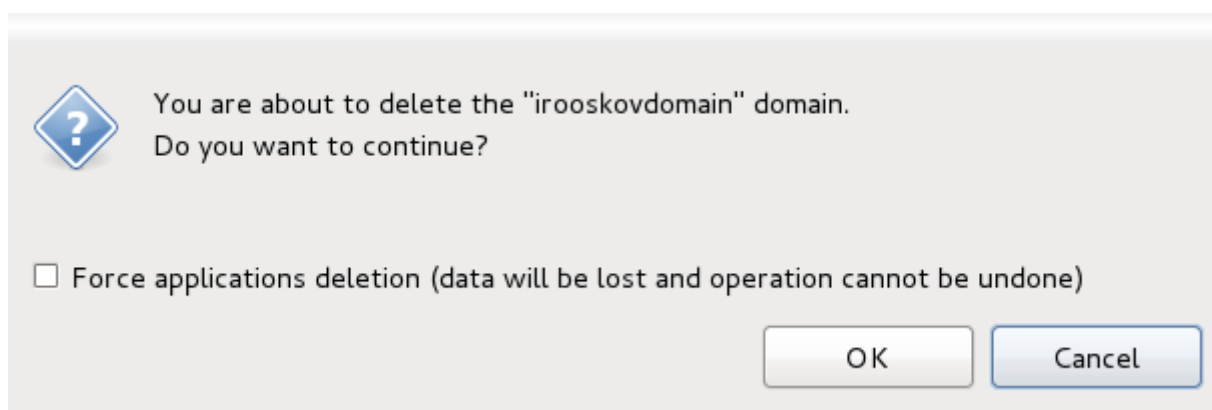 You are about to delete the "irooskovdomain" domain.
Do you want to continue?
Force applications deletion (data will be lost and operation cannot be undone)
OK
Cancel